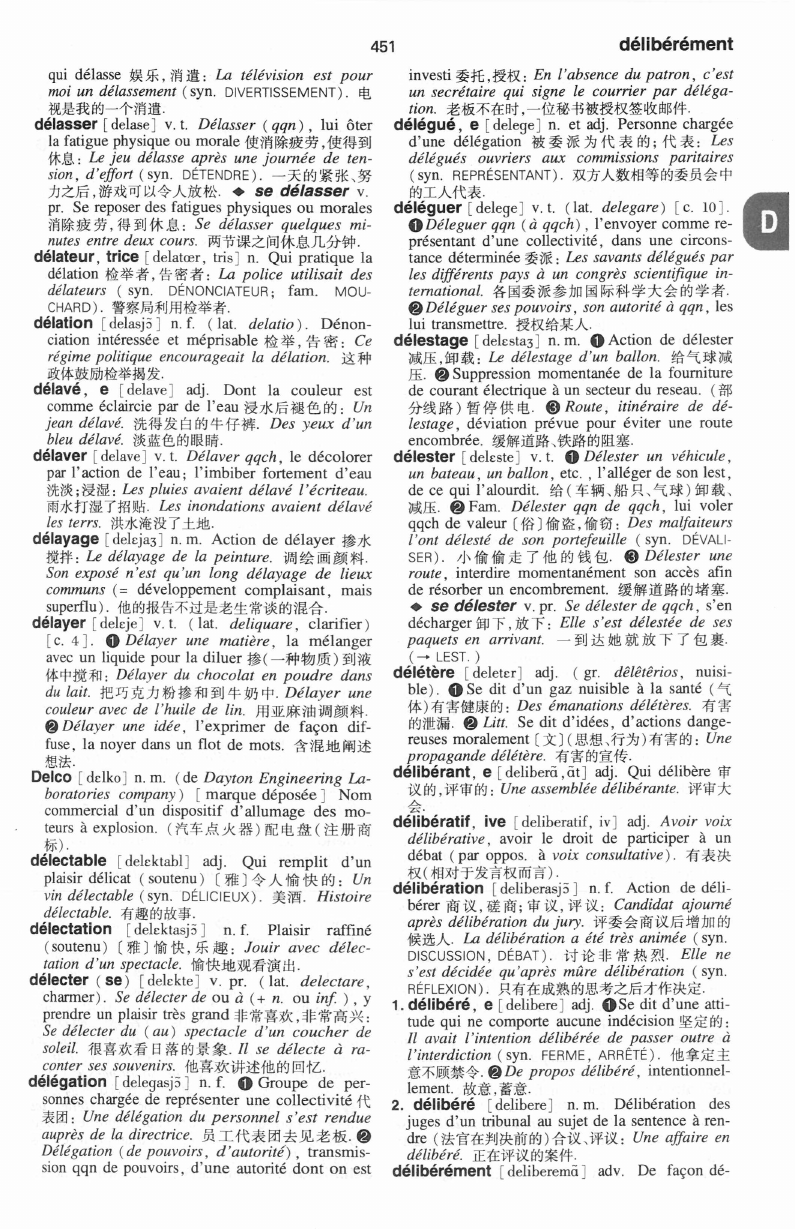 451
délibérément
qui délasse 娱乐,消遣: La télévision est pour
moi un délassement (syn. DIVERTISSEMENT). 电
视是我的一个消遣.
délasser [delase] v. t. Délasser (qqn), lui ôter
la fatigue physique ou morale 使消除疲劳,使得到
休息: Le jeu délasse après une journée de ten-
sion, d'effort (syn. DÉTENDRE). 一天的紧张、努
力之后,游戏可以令人放松. ◆ se délasser v.
pr. Se reposer des fatigues physiques ou morales
消除疲劳,得到休息: Se délasser quelques mi-
nutes entre deux cours. 两节课之间休息几分钟.
délateur, trice [delatœr, tris] n. Qui pratique la
délation 检举者,告密者: La police utilisait des
délateurs ( syn. DÉNONCIATEUR; fam. MOU-
CHARD). 警察局利用检举者.
délation [delasjɔ̃] n. f. ( lat. delatio). Dénon-
ciation intéressée et méprisable 检举,告密: Ce
régime politique encourageait la délation. 这种
政体鼓励检举揭发.
délavé, e [delave] adj. Dont la couleur est
comme éclaircie par de l'eau 浸水后褪色的: Un
jean délavé. 洗得发白的牛仔裤. Des yeux d'un
bleu délavé. 淡蓝色的眼睛.
délaver [delave] v. t. Délaver qqch, le décolorer
par l'action de l'eau; l'imbiber fortement d'eau
洗淡;浸湿: Les pluies avaient délavé l'écriteau.
雨水打湿了招贴. Les inondations avaient délavé
les terrs. 洪水淹没了土地.
délayage [delɛjaʒ] n. m. Action de délayer 掺水
搅拌: Le délayage de la peinture. 调绘画颜料.
Son exposé n'est qu'un long délayage de lieux
communs (= développement complaisant, mais
superflu). 他的报告不过是老生常谈的混合.
délayer [delɛje] v. t. ( lat. deliquare, clarifier)
[c. 4]. ❶ Délayer une matière, la mélanger
avec un liquide pour la diluer 掺(一种物质)到液
体中搅和: Délayer du chocolat en poudre dans
du lait. 把巧克力粉掺和到牛奶中. Délayer une
couleur avec de l'huile de lin. 用亚麻油调颜料.
❷ Délayer une idée, l'exprimer de façon dif-
fuse, la noyer dans un flot de mots. 含混地阐述
想法.
Delco [delko] n. m. (de Dayton Engineering La-
boratories company) [marque déposée] Nom
commercial d'un dispositif d'allumage des mo-
teurs à explosion. (汽车点火器)配电盘(注册商
标).
délectable [delɛktabl] adj. Qui remplit d'un
plaisir délicat (soutenu) 〔雅〕令人愉快的: Un
vin délectable (syn. DÉLICIEUX). 美酒. Histoire
délectable. 有趣的故事.
délectation [delɛktasjɔ̃] n. f. Plaisir raffiné
(soutenu) 〔雅〕愉快,乐趣: Jouir avec délec-
tation d'un spectacle. 愉快地观看演出.
délecter (se) [delɛkte] v. pr. ( lat. delectare,
charmer). Se délecter de ou à (+ n. ou inf. ), y
prendre un plaisir très grand 非常喜欢,非常高兴:
Se délecter du (au) spectacle d'un coucher de
soleil. 很喜欢看日落的景象. Il se délecte à ra-
conter ses souvenirs. 他喜欢讲述他的回忆.
délégation [delegasjɔ̃] n. f. ❶ Groupe de per-
sonnes chargée de représenter une collectivité 代
表团: Une délégation du personnel s'est rendue
auprès de la directrice. 员工代表团去见老板. ❷
Délégation (de pouvoirs, d'autorité), transmis-
sion qqn de pouvoirs, d'une autorité dont on est
investi 委托,授权: En l'absence du patron, c'est
un secrétaire qui signe le courrier par déléga-
tion. 老板不在时,一位秘书被授权签收邮件.
délégué, e [delege] n. et adj. Personne chargée
d'une délégation 被委派为代表的;代表: Les
délégués ouvriers aux commissions paritaires
(syn. REPRÉSENTANT). 双方人数相等的委员会中
的工人代表.
déléguer [delege] v. t. (lat. delegare) [c. 10].
❶ Déleguer qqn (à qqch), l'envoyer comme re-
présentant d'une collectivité, dans une circons-
tance déterminée 委派: Les savants délégués par
les différents pays à un congrès scientifique in-
ternational. 各国委派参加国际科学大会的学者.
❷ Déléguer ses pouvoirs, son autorité à qqn, les
lui transmettre. 授权给某人.
délestage [delɛstaʒ] n. m. ❶ Action de délester
减压,卸载: Le délestage d'un ballon. 给气球减
压. ❷ Suppression momentanée de la fourniture
de courant électrique à un secteur du reseau. (部
分线路)暂停供电. ❸ Route, itinéraire de dé-
lestage, déviation prévue pour éviter une route
encombrée. 缓解道路、铁路的阻塞.
délester [delɛste] v. t. ❶ Délester un véhicule,
un bateau, un ballon, etc. , l'alléger de son lest,
de ce qui l'alourdit. 给(车辆、船只、气球)卸载、
减压. ❷ Fam. Délester qqn de qqch, lui voler
qqch de valeur 〔俗〕偷盗,偷窃: Des malfaiteurs
l'ont délesté de son portefeuille (syn. DÉVALI-
SER). 小偷偷走了他的钱包. ❸ Délester une
route, interdire momentanément son accès afin
de résorber un encombrement. 缓解道路的堵塞.
◆ se délester v. pr. Se délester de qqch, s'en
décharger 卸下,放下: Elle s'est délestée de ses
paquets en arrivant. 一到达她就放下了包裹.
(→ LEST. )
délétère [deletɛr] adj. ( gr. dêlêtêrios, nuisi-
ble). ❶ Se dit d'un gaz nuisible à la santé (气
体)有害健康的: Des émanations délétères. 有害
的泄漏. ❷ Litt. Se dit d'idées, d'actions dange-
reuses moralement [文](思想、行为)有害的: Une
propagande délétère. 有害的宣传.
délibérant, e [deliberɑ̃,ɑ̃t] adj. Qui délibère 审
议的,评审的: Une assemblée délibérante. 评审大
会.
délibératif, ive [deliberatif, iv] adj. Avoir voix
délibérative, avoir le droit de participer à un
débat (par oppos. à voix consultative). 有表决
权(相对于发言权而言).
délibération [deliberasjɔ̃] n. f. Action de déli-
bérer 商议,磋商;审议,评议: Candidat ajourné
après délibération du jury. 评委会商议后增加的
候选人. La délibération a été très animée (syn.
DISCUSSION, DÉBAT). 讨论非常热烈. Elle ne
s'est décidée qu'après mûre délibération (syn.
RÉFLEXION). 只有在成熟的思考之后才作决定.
1. délibéré, e [delibere] adj. ❶ Se dit d'une atti-
tude qui ne comporte aucune indécision 坚定的:
Il avait l'intention délibérée de passer outre à
l'interdiction (syn. FERME, ARRÊTÉ). 他拿定主
意不顾禁令. ❷ De propos délibéré, intentionnel-
lement. 故意,蓄意.
2. délibéré [delibere] n. m. Délibération des
juges d'un tribunal au sujet de la sentence à ren-
dre (法官在判决前的)合议、评议: Une affaire en
délibéré. 正在评议的案件.
délibérément [deliberemɑ̃] adv. De façon dé-
D